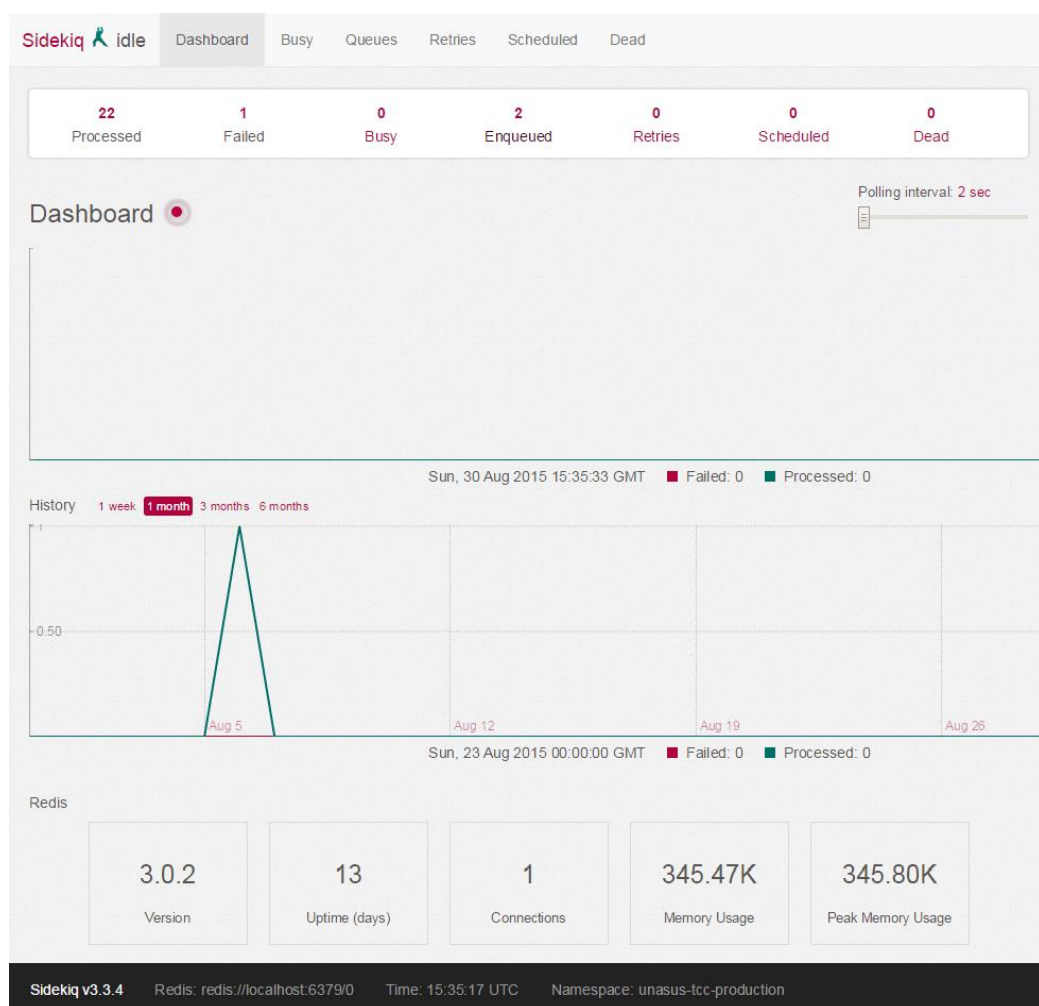 Sidekiq idle Dashboard Busy Queues Retries Scheduled Dead
22 1 0 2 0 0 0
Processed Failed Busy Enqueued Retries Scheduled Dead
Polling interval: 2 sec
Dashboard
Sun, 30 Aug 2015 15:35:33 GMT Failed: 0 Processed: 0
History 1 week 1 month 3 months 6 months
1
0.50
Aug 5 Aug 12 Aug 19 Aug 26
Sun, 23 Aug 2015 00:00:00 GMT Failed: 0 Processed: 0
Redis
3.0.2 13 1 345.47K 345.80K
Version Uptime (days) Connections Memory Usage Peak Memory Usage
Sidekiq v3.3.4 Redis: redis://localhost:6379/0 Time: 15:35:17 UTC Namespace: unasus-tcc-production